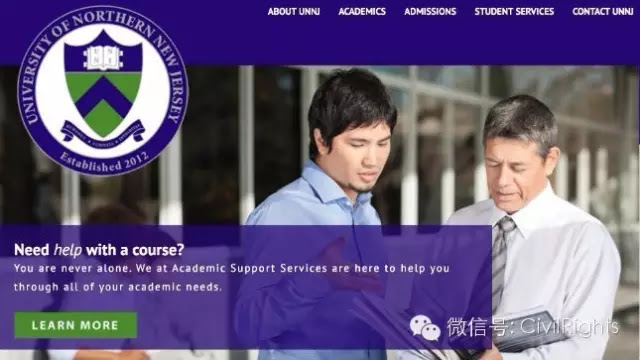 ABOUT UNNJ
ACADEMICS
ADMISSIONS
STUDENT SERVICES
CONTACT UNNJ
UNIVERSITY OF NORTHERN NEW JERSEY
Established 2012
Need help with a course?
You are never alone. We at Academic Support Services are here to help you
through all of your academic needs.
LEARN MORE
微信号: CivilRights